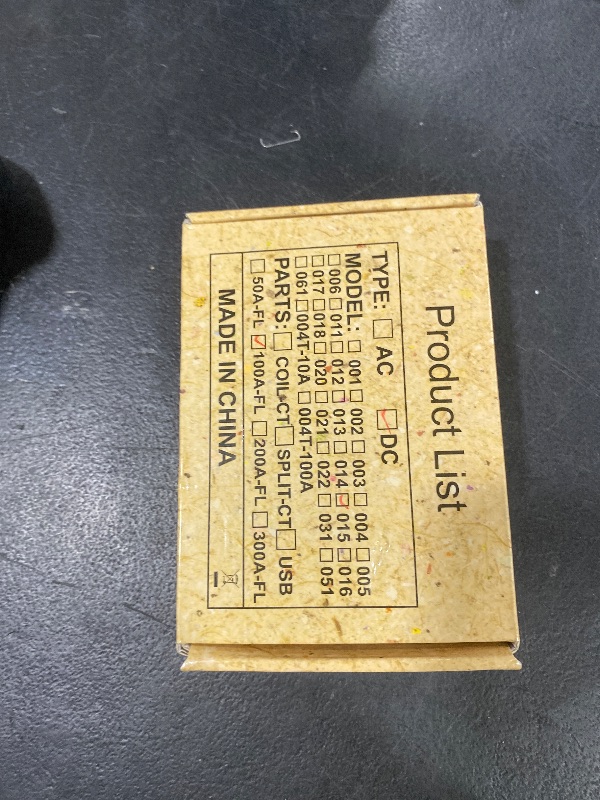 Product List
TYPE: ☐ AC ☑ DC
MODEL: ☐ 001 ☐ 002 ☐ 003 ☐ 004 ☐ 005
☐ 006 ☐ 011 ☐ 012 ☐ 013 ☐ 014 ☑ 015 ☐ 016
☐ 017 ☐ 018 ☐ 020 ☐ 021 ☐ 022 ☐ 031 ☐ 051
☐ 061 ☐ 004T-10A ☐ 004T-100A
PARTS: ☐ COIL-CT ☐ SPLIT-CT ☐ USB
☐ 50A-FL ☑ 100A-FL ☐ 200A-FL ☐ 300A-FL
MADE IN CHINA